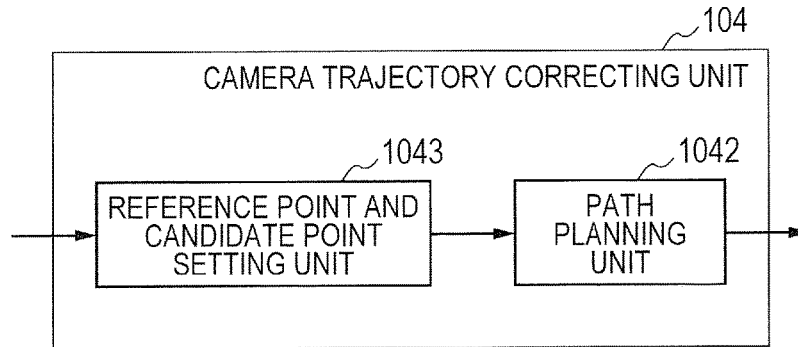 104
CAMERA TRAJECTORY CORRECTING UNIT
1043
1042
REFERENCE POINT AND
CANDIDATE POINT
SETTING UNIT
PATH
PLANNING
UNIT